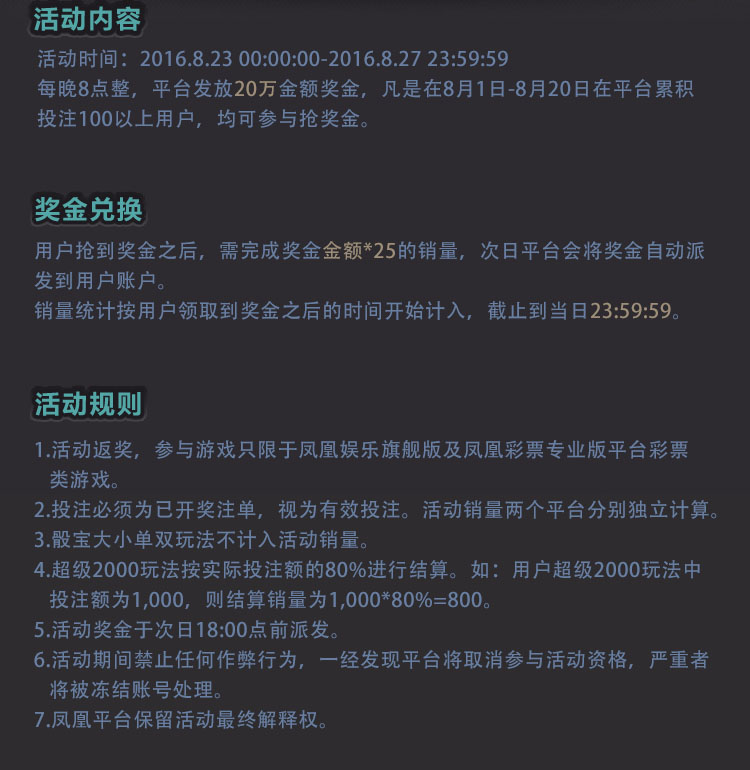 活动内容
活动时间：2016.8.23 00:00:00-2016.8.27 23:59:59
每晚8点整，平台发放20万金额奖金，凡是在8月1日-8月20日在平台累积
投注100以上用户，均可参与抢奖金。
奖金兑换
用户抢到奖金之后，需完成奖金金额*25的销量，次日平台会将奖金自动派
发到用户账户。
销量统计按用户领取到奖金之后的时间开始计入，截止到当日23:59:59。
活动规则
1.活动返奖，参与游戏只限于凤凰娱乐旗舰版及凤凰彩票专业版平台彩票
类游戏。
2.投注必须为已开奖注单，视为有效投注。活动销量两个平台分别独立计算。
3.骰宝大小单双玩法不计入活动销量。
4.超级2000玩法按实际投注额的80%进行结算。如：用户超级2000玩法中
投注额为1,000，则结算销量为1,000*80%=800。
5.活动奖金于次日18:00点前派发。
6.活动期间禁止任何作弊行为，一经发现平台将取消参与活动资格，严重者
将被冻结账号处理。
7.凤凰平台保留活动最终解释权。